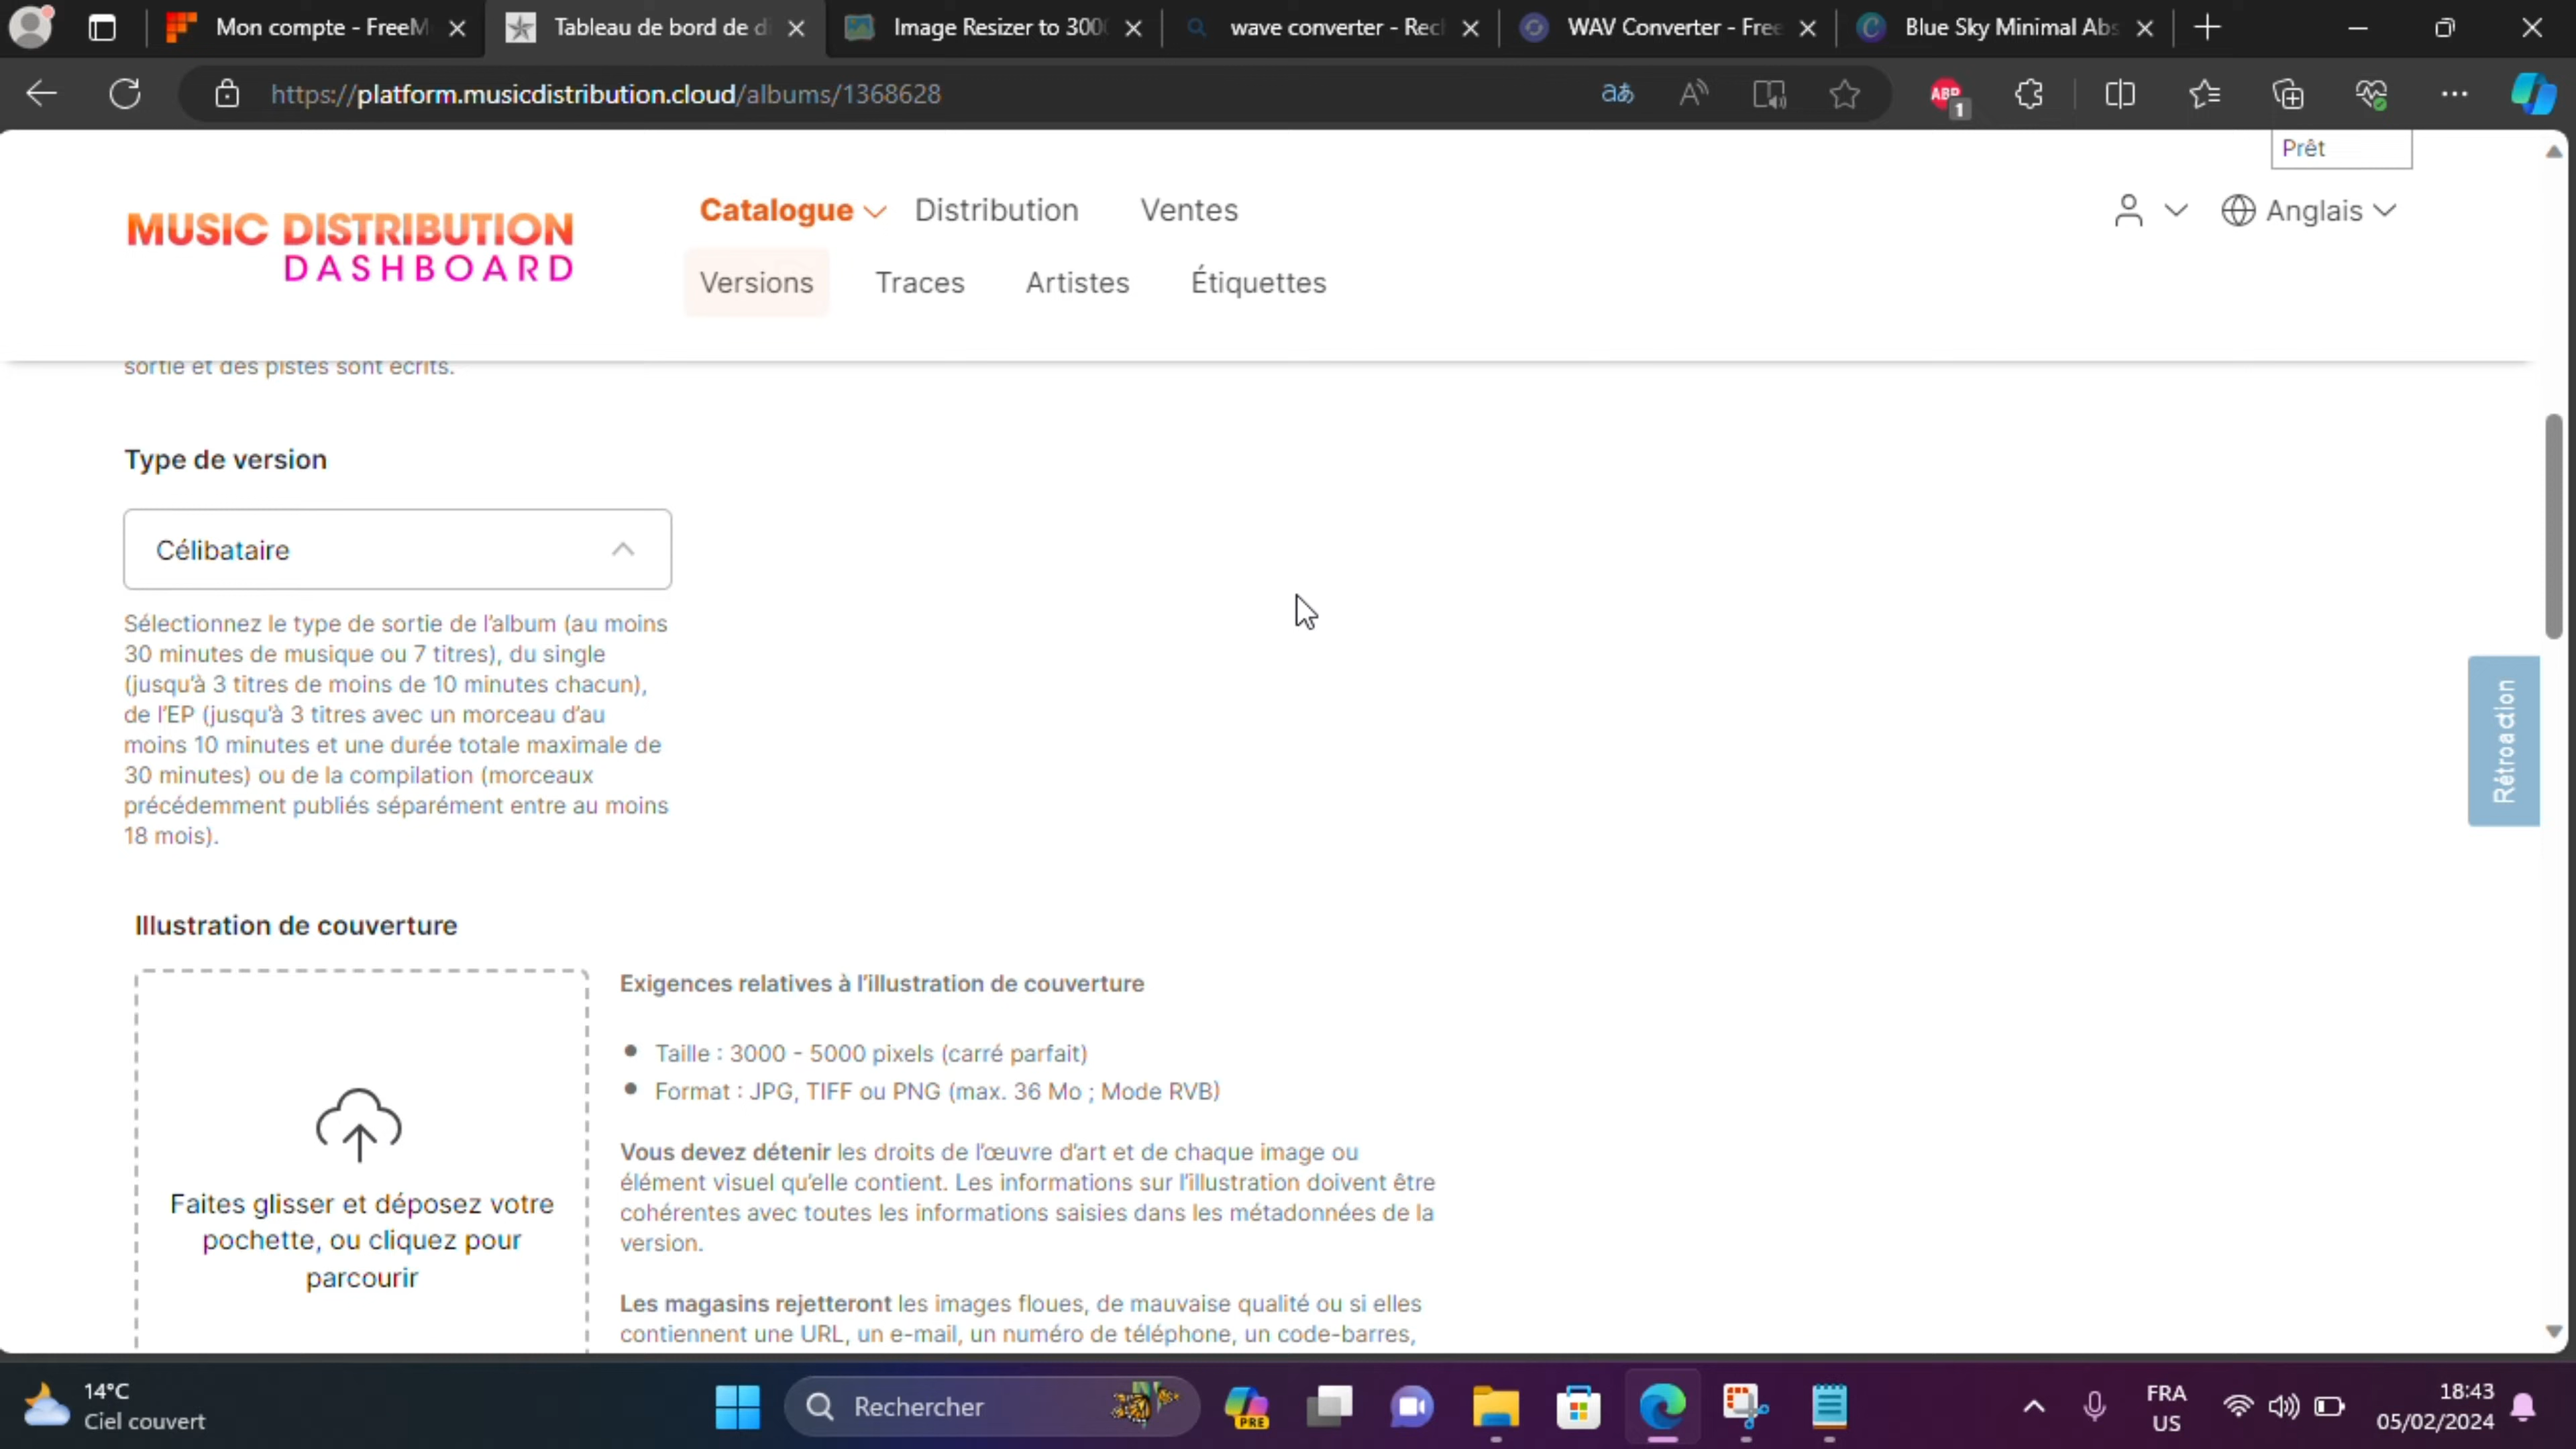 Mon compte - FreeM
Tableau de bord de di
Image Resizer to 300
wave converter - Rec
WAV Converter - Free
Blue Sky Minimal Abs
https://platform.musicdistribution.cloud/albums/1368628
aあ
ABP
1
Prêt
MUSIC DISTRIBUTION
DASHBOARD
Catalogue
Distribution
Ventes
Anglais
Versions
Traces
Artistes
Étiquettes
sortie et des pistes sont écrits.
Type de version
Célibataire
Sélectionnez le type de sortie de l'album (au moins
30 minutes de musique ou 7 titres), du single
(jusqu'à 3 titres de moins de 10 minutes chacun),
de l'EP (jusqu'à 3 titres avec un morceau d'au
moins 10 minutes et une durée totale maximale de
30 minutes) ou de la compilation (morceaux
précédemment publiés séparément entre au moins
18 mois).
Rétroaction
Illustration de couverture
Faites glisser et déposez votre
pochette, ou cliquez pour
parcourir
Exigences relatives à l'illustration de couverture
Taille : 3000 - 5000 pixels (carré parfait)
Format : JPG, TIFF ou PNG (max. 36 Mo ; Mode RVB)
Vous devez détenir les droits de l'œuvre d'art et de chaque image ou
élément visuel qu'elle contient. Les informations sur l'illustration doivent être
cohérentes avec toutes les informations saisies dans les métadonnées de la
version.
Les magasins rejetteront les images floues, de mauvaise qualité ou si elles
contiennent une URL, un e-mail, un numéro de téléphone, un code-barres,
14°C
Ciel couvert
Rechercher
PRE
FRA
US
18:43
05/02/2024